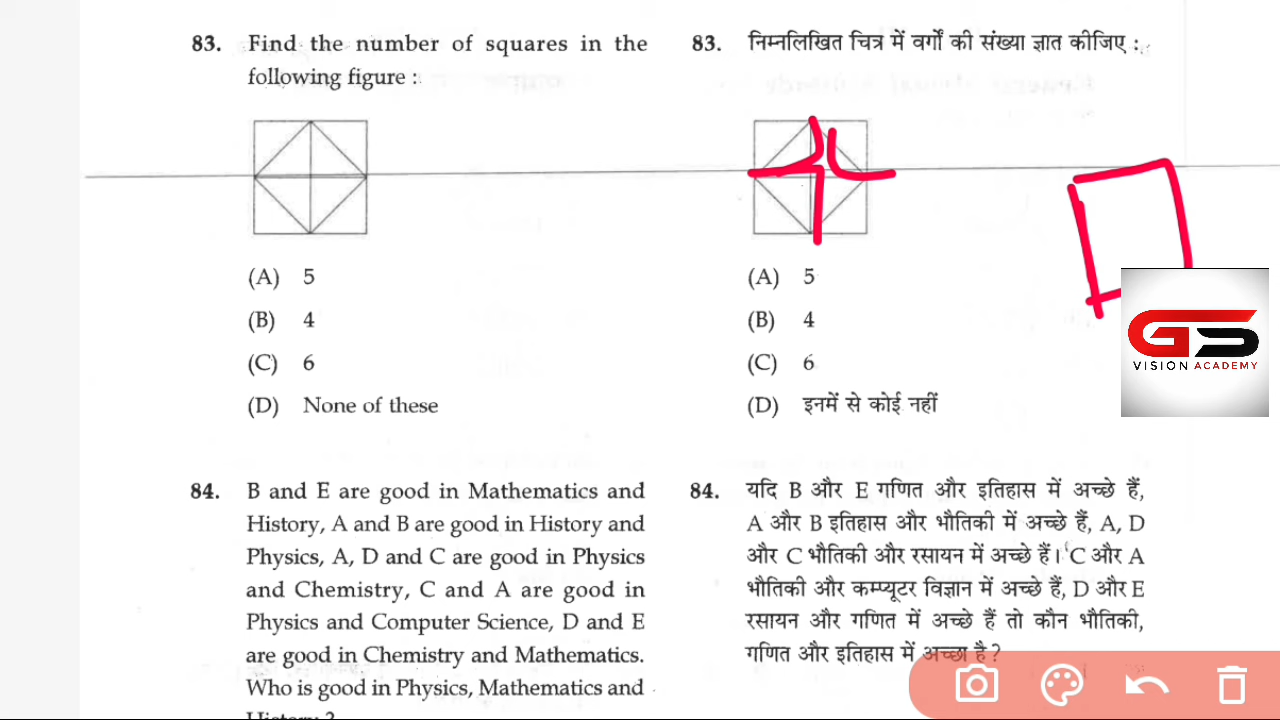 83. Find the number of squares in the
following figure :
(A) 5
(B) 4
(C) 6
(D) None of these
84. B and E are good in Mathematics and
History, A and B are good in History and
Physics, A, D and C are good in Physics
and Chemistry, C and A are good in
Physics and Computer Science, D and E
are good in Chemistry and Mathematics.
Who is good in Physics, Mathematics and
History ?
83. निम्नलिखित चित्र में वर्गों की संख्या ज्ञात कीजिए :
(A) 5
(B) 4
(C) 6
(D) इनमें से कोई नहीं
84. यदि B और E गणित और इतिहास में अच्छे हैं,
A और B इतिहास और भौतिकी में अच्छे हैं, A, D
और C भौतिकी और रसायन में अच्छे हैं। C और A
भौतिकी और कम्प्यूटर विज्ञान में अच्छे हैं, D और E
रसायन और गणित में अच्छे हैं तो कौन भौतिकी,
गणित और इतिहास में अच्छा है ?
GS
VISION ACADEMY